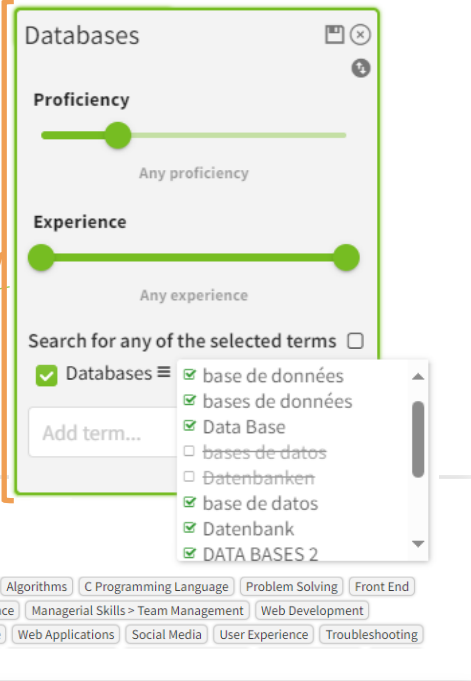 Databases
Proficiency
Any proficiency
Experience
Any experience
Search for any of the selected terms
Databases
base de données
bases de données
Data Base
bases de datos
Datenbanken
base de datos
Datenbank
DATA BASES 2
Add term...
Algorithms C Programming Language Problem Solving Front End
Managerial Skills > Team Management Web Development
Web Applications Social Media User Experience Troubleshooting